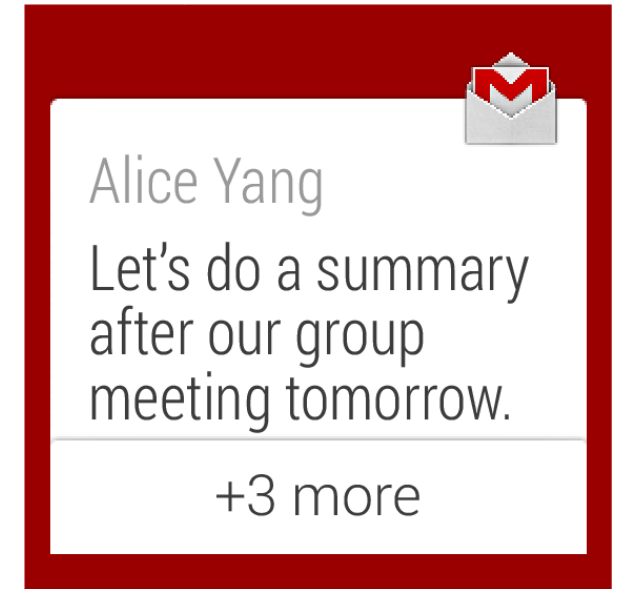 Alice Yang
Let’s do a summary
after our group
meeting tomorrow.
+3 more